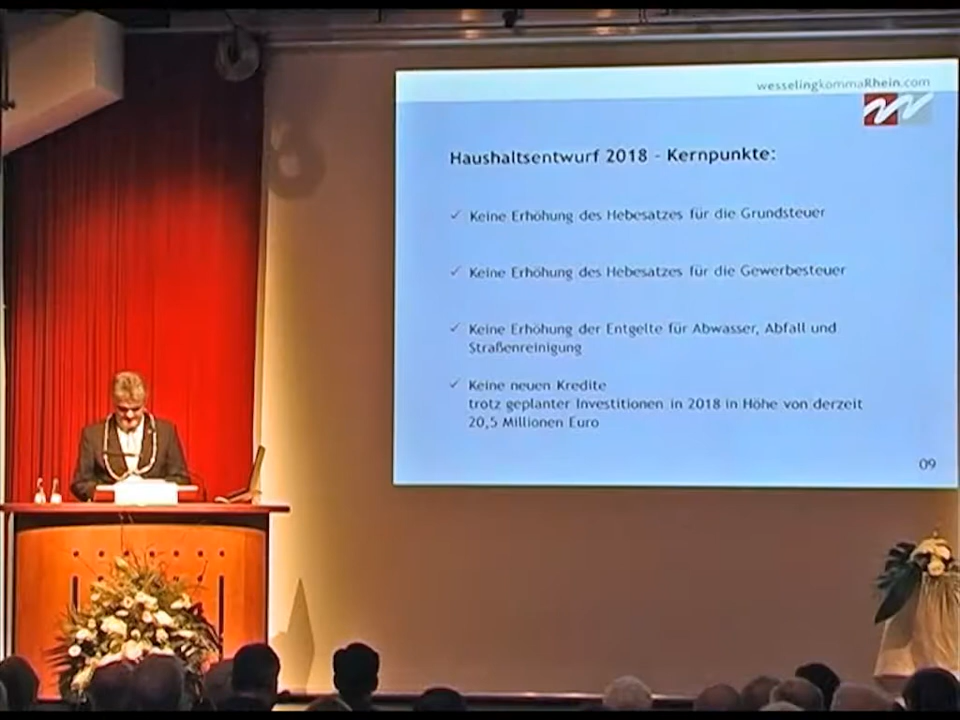 wesselingkommaRhein.com
Haushaltsentwurf 2018 - Kernpunkte:
✓ Keine Erhöhung des Hebesatzes für die Grundsteuer
✓ Keine Erhöhung des Hebesatzes für die Gewerbesteuer
✓ Keine Erhöhung der Entgelte für Abwasser, Abfall und
Straßenreinigung
✓ Keine neuen Kredite
trotz geplanter Investitionen in 2018 in Höhe von derzeit
20,5 Millionen Euro
09